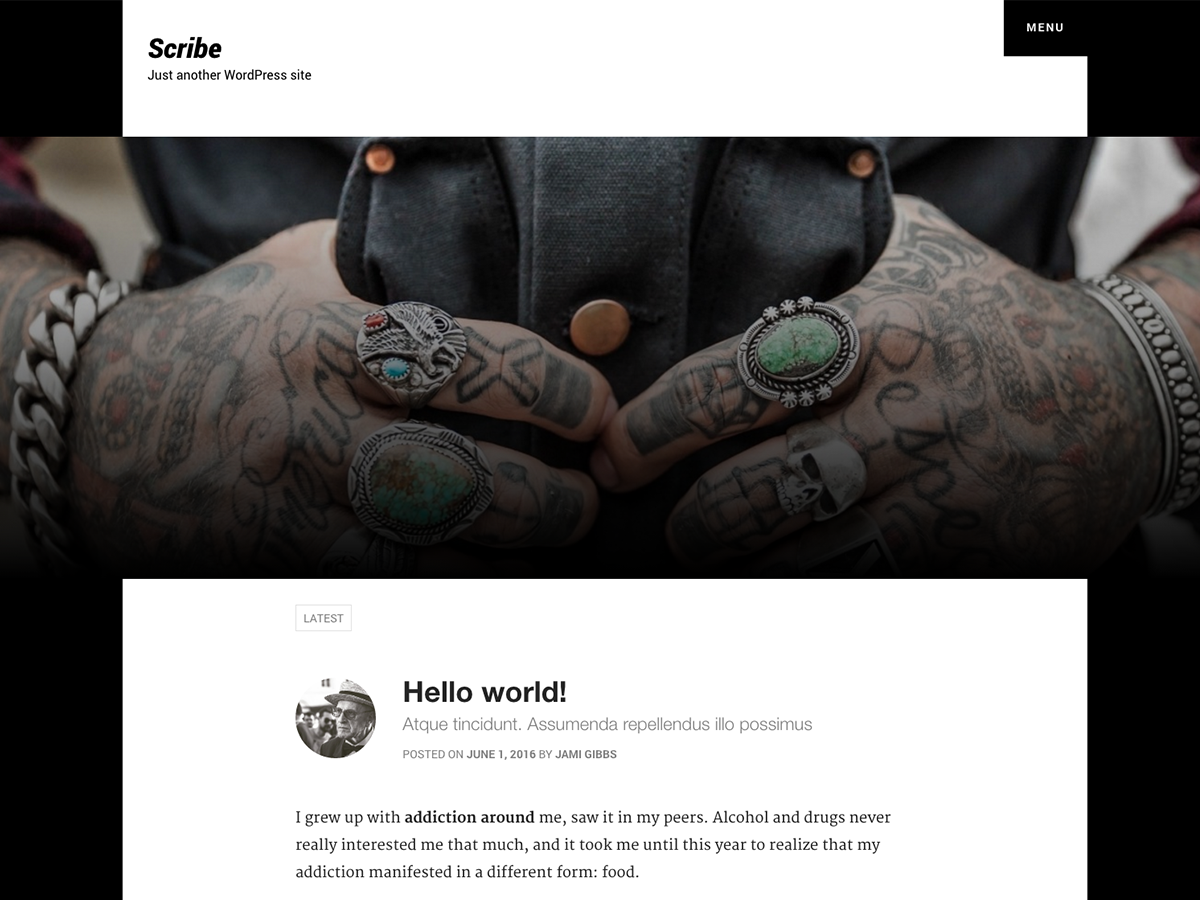 Scribe
Just another WordPress site
MENU
LATEST
Hello world!
Atque tincidunt. Assumenda repellendus illo possimus
POSTED ON JUNE 1, 2016 BY JAMI GIBBS
I grew up with addiction around me, saw it in my peers. Alcohol and drugs never
really interested me that much, and it took me until this year to realize that my
addiction manifested in a different form: food.